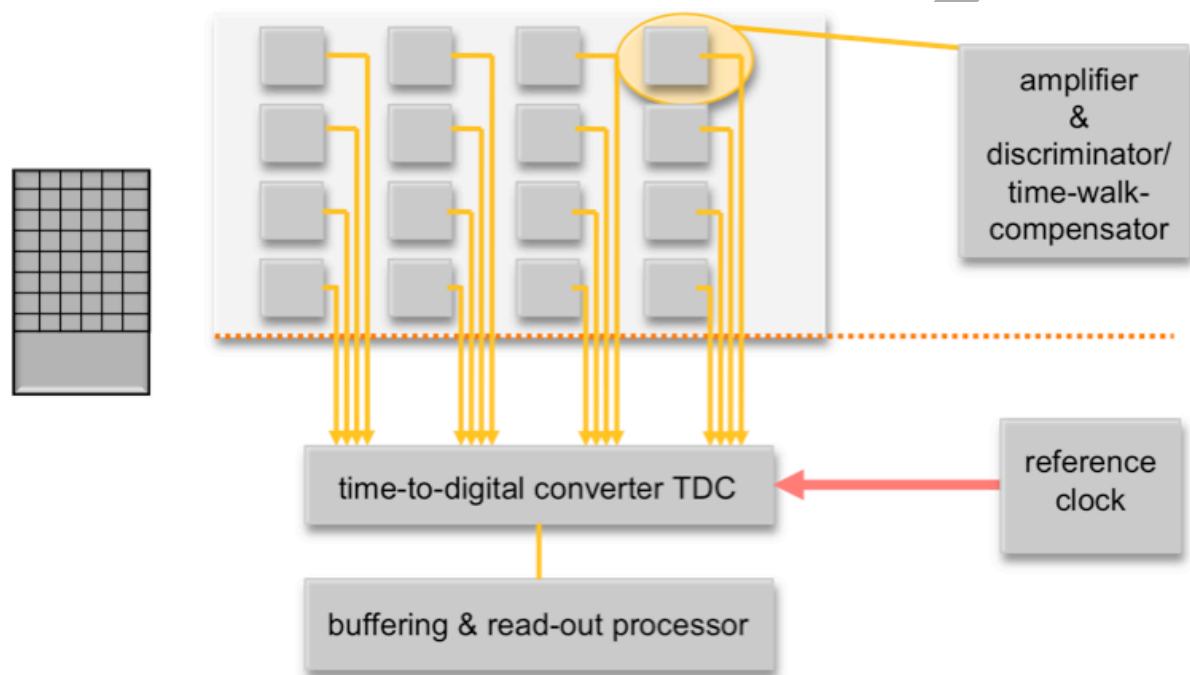 amplifier
&
discriminator/
time-walk-
compensator
time-to-digital converter TDC
reference
clock
buffering & read-out processor